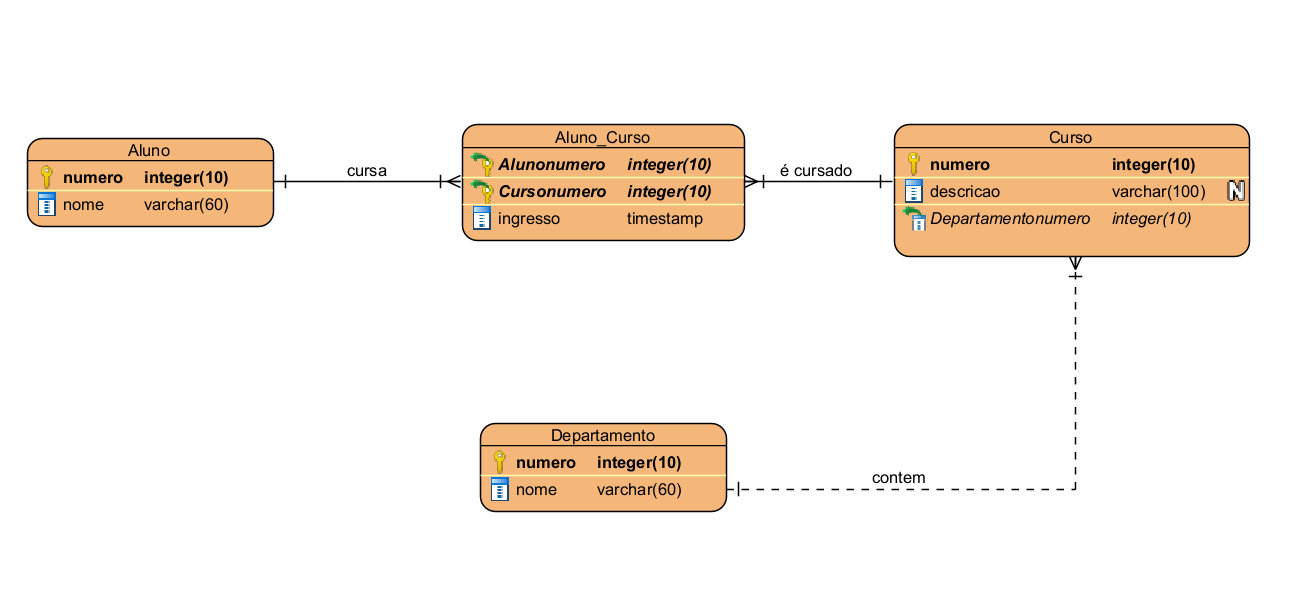 Aluno
numero integer(10)
nome varchar(60)
cursa
Aluno_Curso
Alunonumero integer(10)
Cursonumero integer(10)
ingresso timestamp
é cursado
Curso
numero integer(10)
descricao varchar(100) N
Departamentonumero integer(10)
Departamento
numero integer(10)
nome varchar(60)
contem